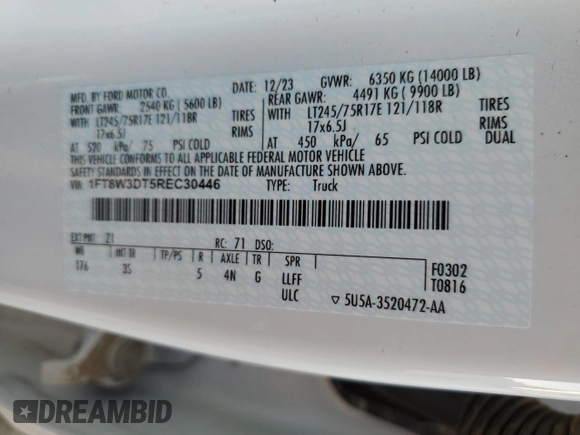 MFD. BY FORD MOTOR CO. DATE: 12/23 GVWR: 6350 KG (14000 LB)
FRONT GAWR: 2540 KG (5600 LB) REAR GAWR: 4491 KG (9900 LB)
WITH LT245/75R17E 121/118R TIRES WITH LT245/75R17E 121/118R TIRES
17x6.5J RIMS 17x6.5J RIMS
AT 520 kPa/ 75 PSI COLD AT 450 kPa/ 65 PSI COLD DUAL
THIS VEHICLE CONFORMS TO ALL APPLICABLE FEDERAL MOTOR VEHICLE
SAFETY STANDARDS IN EFFECT ON THE DATE OF MANUFACTURE SHOWN ABOVE.
VIN: 1FT8W3DT5REC30446 TYPE: Truck
EXT PNT: Z1 RC: 71 DSO:
WB INT TR TP/PS R AXLE TR SPR F0302
176 3S 5 4N G LLFF T0816
ULC ▽ 5U5A-3520472-AA
DREAMBID